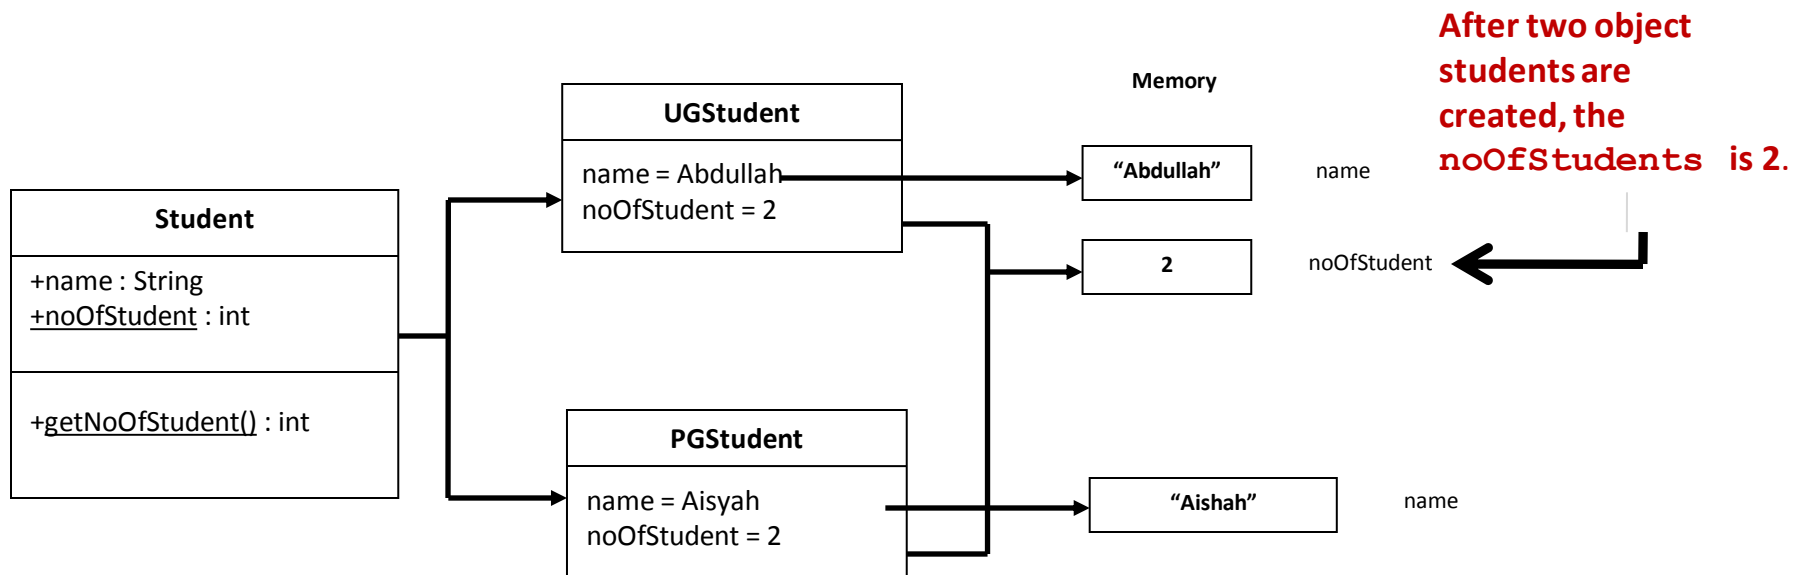 After two object
students are
created, the
noOfStudents is 2.
Memory
UGStudent
name = Abdullah
noOfStudent = 2
"Abdullah"
name
2
noOfStudent
Student
+name : String
+noOfStudent : int
+getNoOfStudent() : int
PGStudent
name = Aisyah
noOfStudent = 2
"Aishah"
name